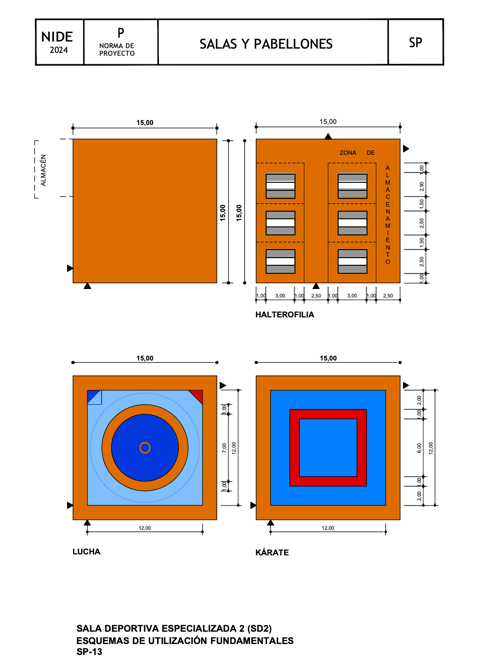 NIDE
2024
P
NORMA DE
PROYECTO
SALAS Y PABELLONES
SP
15,00
ALMACÉN
15,00
15,00
15,00
ZONA DE
ALMACENAMIENTO
1,00
2,50
1,50
2,50
1,50
2,50
1,00
1,00 3,00 1,00 2,50 1,00 3,00 1,00 2,50
HALTEROFILIA
15,00
1,00
7,00
1,00
12,00
12,00
LUCHA
15,00
2,00
1,00
6,00
1,00
2,00
12,00
12,00
KÁRATE
SALA DEPORTIVA ESPECIALIZADA 2 (SD2)
ESQUEMAS DE UTILIZACIÓN FUNDAMENTALES
SP-13